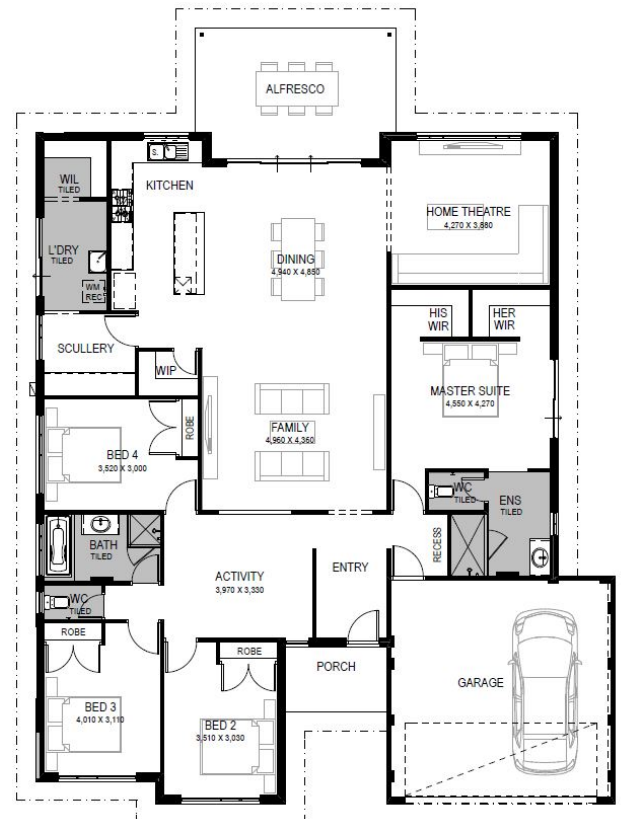 ALFRESCO
WIL
TILED
KITCHEN
S.
HOME THEATRE
4,270 X 3,880
L'DRY
TILED
DINING
4,940 X 4,850
WM
REC
HIS
WIR
HER
WIR
SCULLERY
WIP
MASTER SUITE
4,550 X 4,270
ROBE
FAMILY
4,960 X 4,360
BED 4
3,520 X 3,000
WC
TILED
ENS
TILED
BATH
TILED
RECESS
ACTIVITY
3,970 X 3,330
ENTRY
WC
TILED
ROBE
ROBE
PORCH
GARAGE
BED 3
4,010 X 3,110
BED 2
3,510 X 3,030